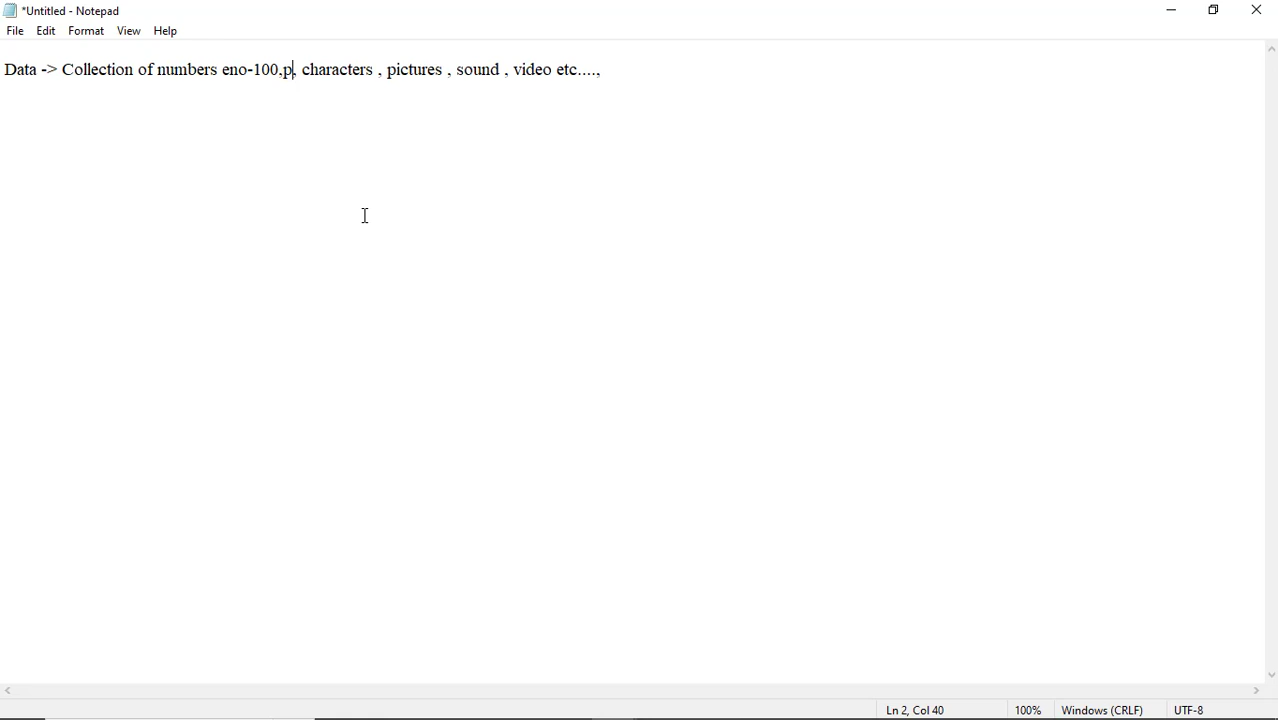 *Untitled - Notepad
File Edit Format View Help
Data -> Collection of numbers eno-100,p, characters , pictures , sound , video etc....,
Ln 2, Col 40 100% Windows (CRLF) UTF-8